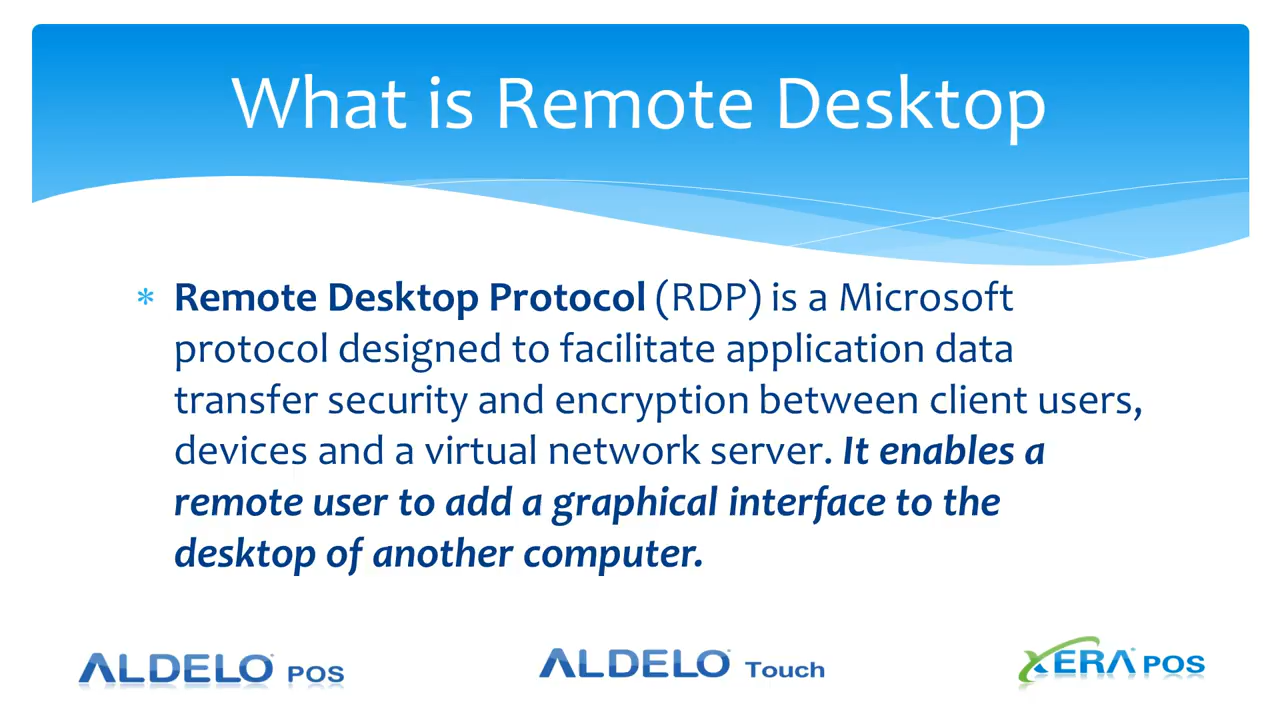 What is Remote Desktop
* Remote Desktop Protocol (RDP) is a Microsoft
protocol designed to facilitate application data
transfer security and encryption between client users,
devices and a virtual network server. It enables a
remote user to add a graphical interface to the
desktop of another computer.
ALDELO POS
ALDELO Touch
XERA POS